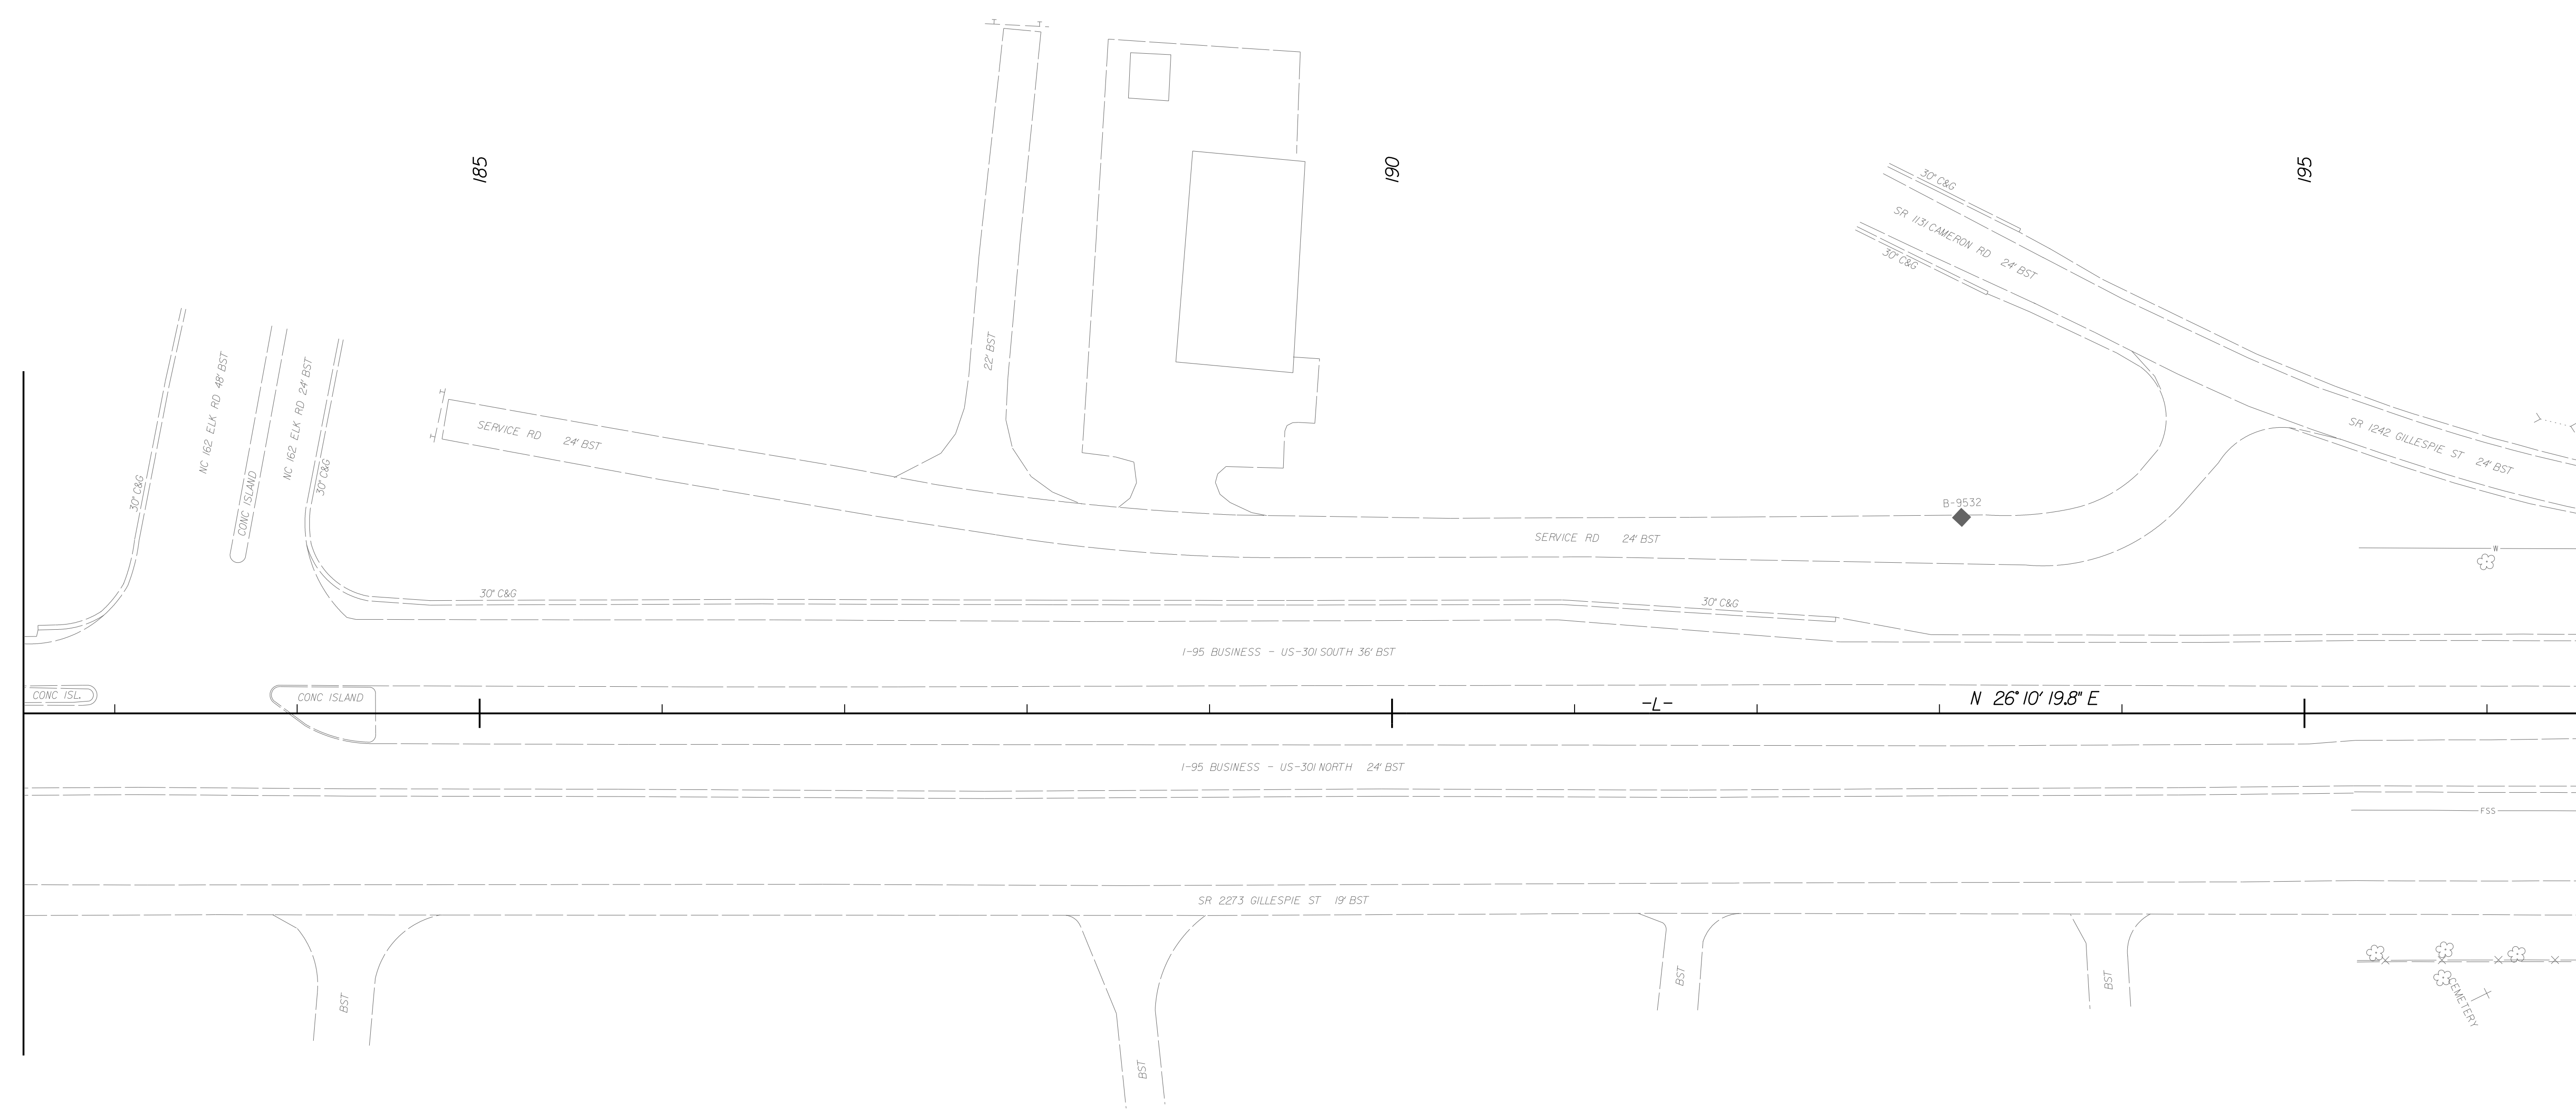 185
190
195
30" C&G
SR 1131 CAMERON RD 24' BST
30" C&G
22' BST
NC 162 ELK RD 48' BST
NC 162 ELK RD 24' BST
30" C&G
30" C&G
CONC ISLAND
SERVICE RD 24' BST
SR 1242 GILLESPIE ST 24' BST
B-9532
SERVICE RD 24' BST
W
30" C&G
30" C&G
I-95 BUSINESS - US-301 SOUTH 36' BST
CONC ISL.
CONC ISLAND
-L-
N 26° 10' 19.8" E
I-95 BUSINESS - US-301 NORTH 24' BST
FSS
SR 2273 GILLESPIE ST 19' BST
BST
BST
BST
BST
CEMETERY